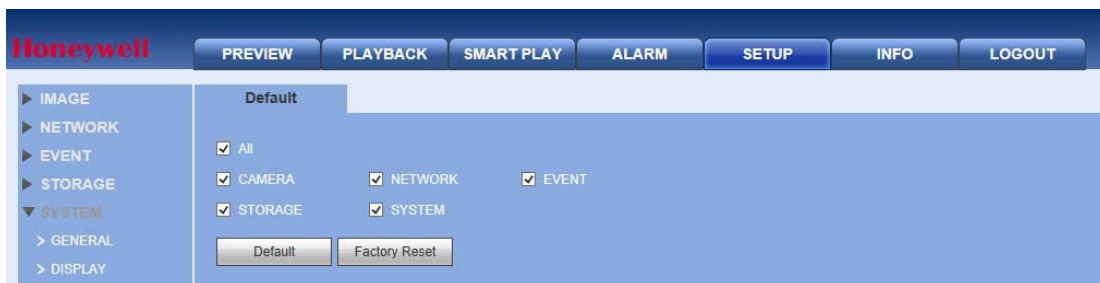 Honeywell
PREVIEW PLAYBACK SMART PLAY ALARM SETUP INFO LOGOUT
IMAGE
NETWORK
EVENT
STORAGE
SYSTEM
> GENERAL
> DISPLAY
Default
All
CAMERA NETWORK EVENT
STORAGE SYSTEM
Default Factory Reset